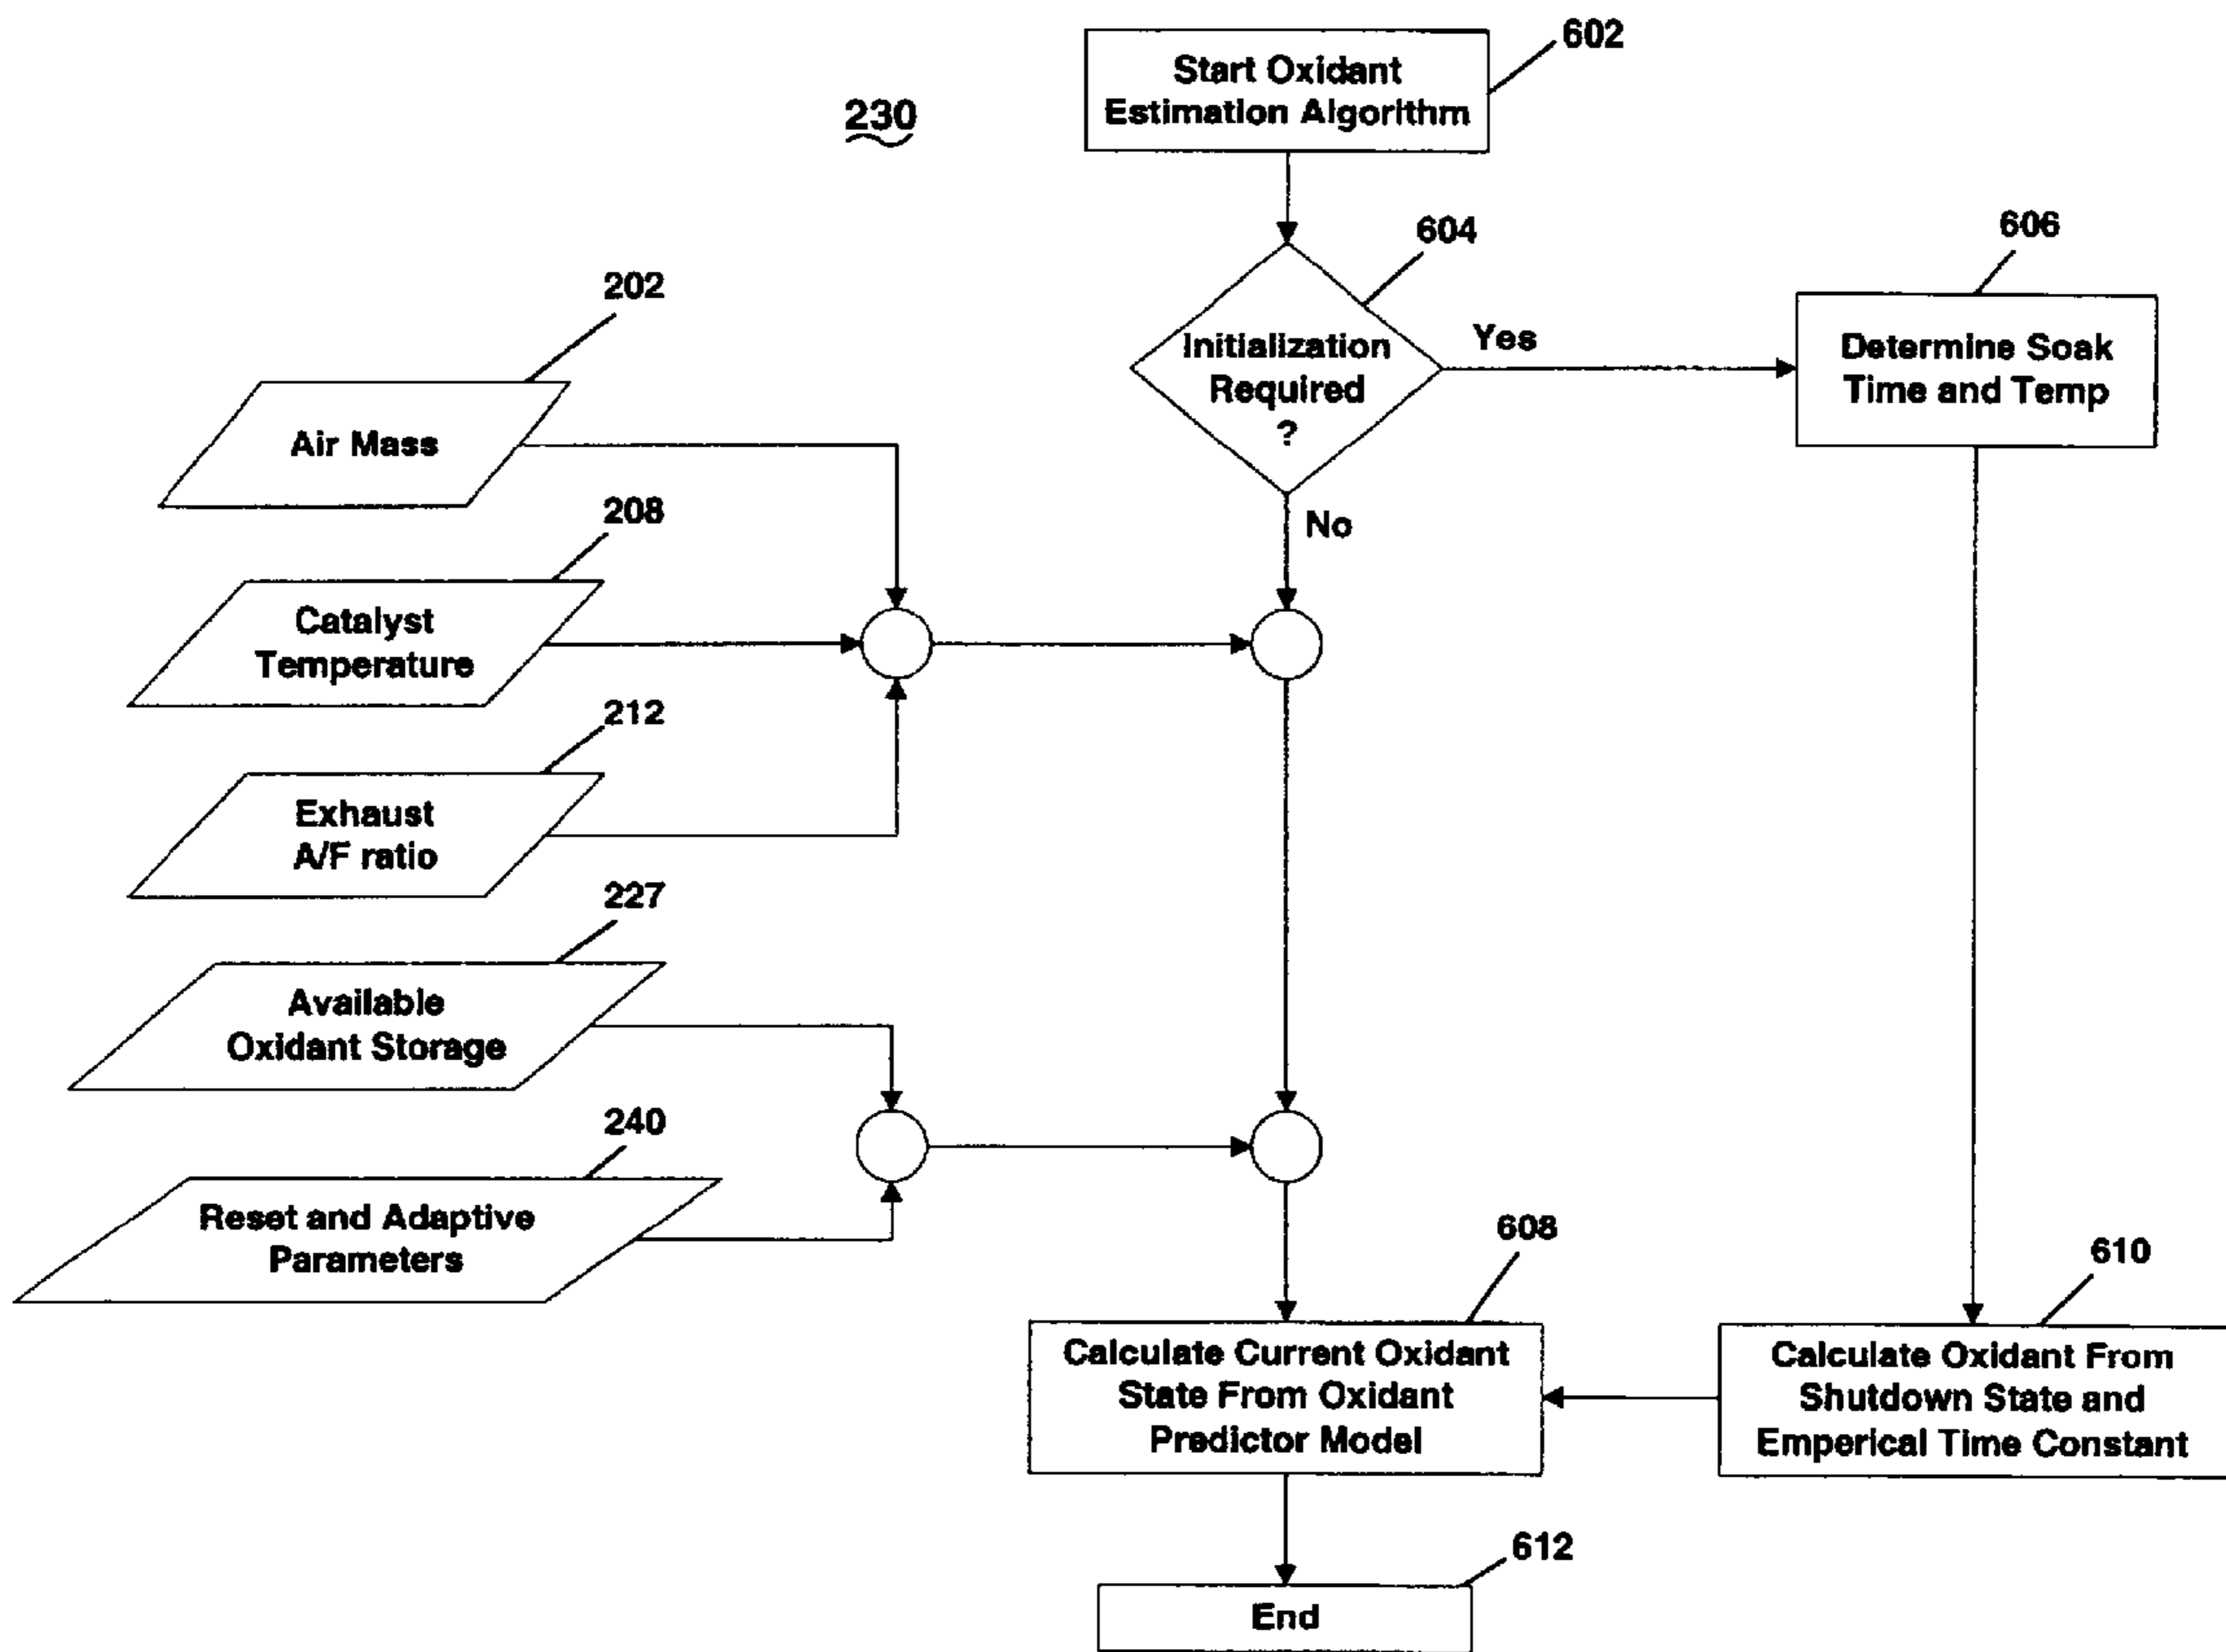 602
Start Oxidant
Estimation Algorithm
230
604
606
Initialization
Required
?
Yes
Determine Soak
Time and Temp
No
202
Air Mass
208
Catalyst
Temperature
212
Exhaust
A/F ratio
227
Available
Oxidant Storage
240
Reset and Adaptive
Parameters
608
Calculate Current Oxidant
State From Oxidant
Predictor Model
610
Calculate Oxidant From
Shutdown State and
Emperical Time Constant
612
End